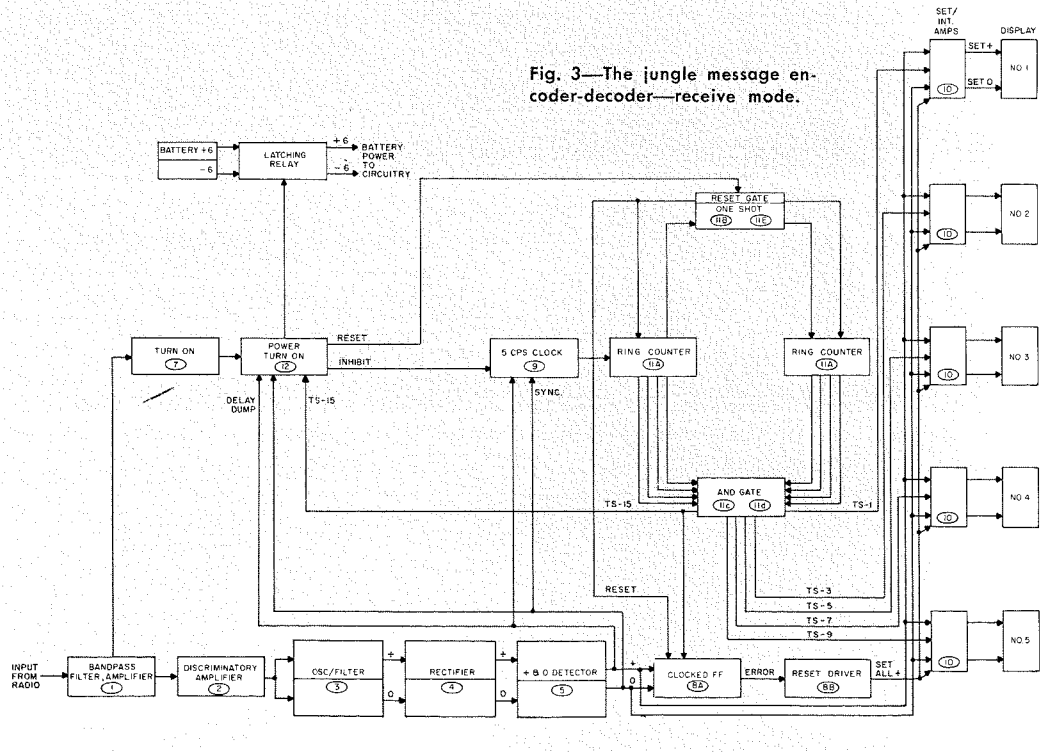 SET/
INT.
AMPS
DISPLAY
SET +
SET O
10
NO 1
Fig. 3—The jungle message en-
coder-decoder—receive mode.
BATTERY +6
-6
LATCHING
RELAY
+6
-6
BATTERY
POWER
TO
CIRCUITRY
RESET GATE
ONE SHOT
11B
11E
10
NO 2
TURN ON
7
POWER
TURN ON
12
RESET
INHIBIT
5 CPS CLOCK
9
RING COUNTER
11A
RING COUNTER
11A
10
NO 3
DELAY
DUMP
TS-15
SYNC.
AND GATE
11c
11d
TS-15
TS-1
10
NO 4
RESET
TS-3
TS-5
TS-7
TS-9
10
NO. 5
INPUT
FROM
RADIO
BANDPASS
FILTER, AMPLIFIER
1
DISCRIMINATORY
AMPLIFIER
2
OSC/FILTER
3
+
O
RECTIFIER
4
+
O
+ & O DETECTOR
5
+
O
CLOCKED FF
8A
ERROR
RESET DRIVER
8B
SET
ALL +